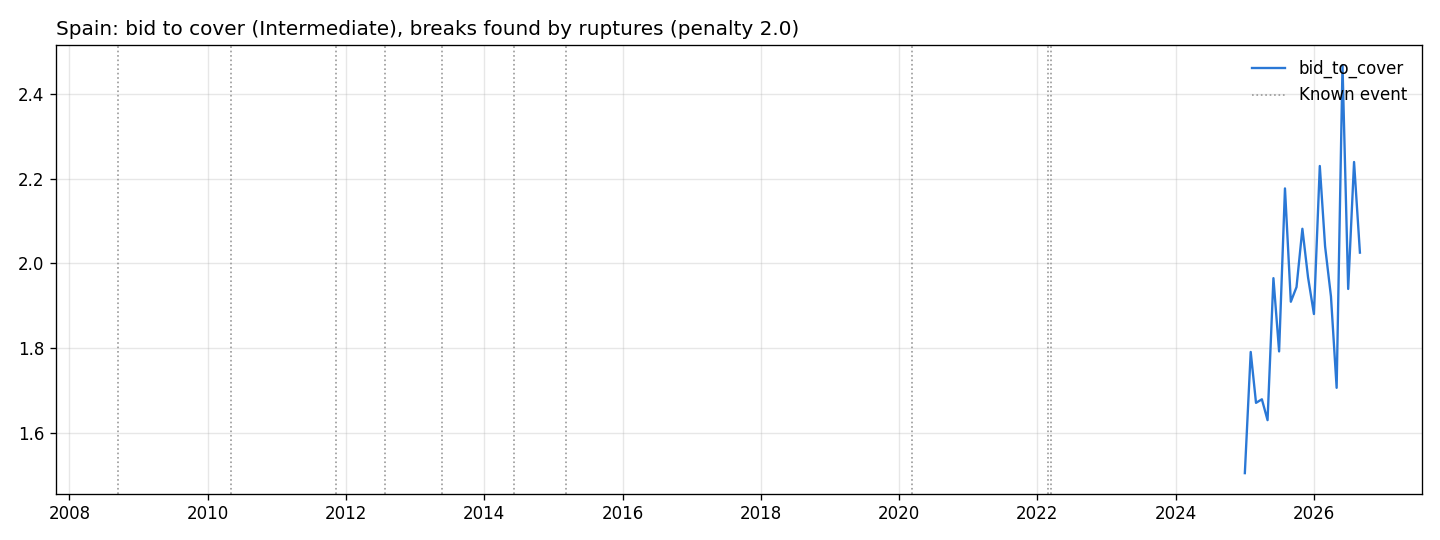 Spain: bid to cover (Intermediate), breaks found by ruptures (penalty 2.0)
bid_to_cover
Known event
2.4
2.2
2.0
1.8
1.6
2008 2010 2012 2014 2016 2018 2020 2022 2024 2026